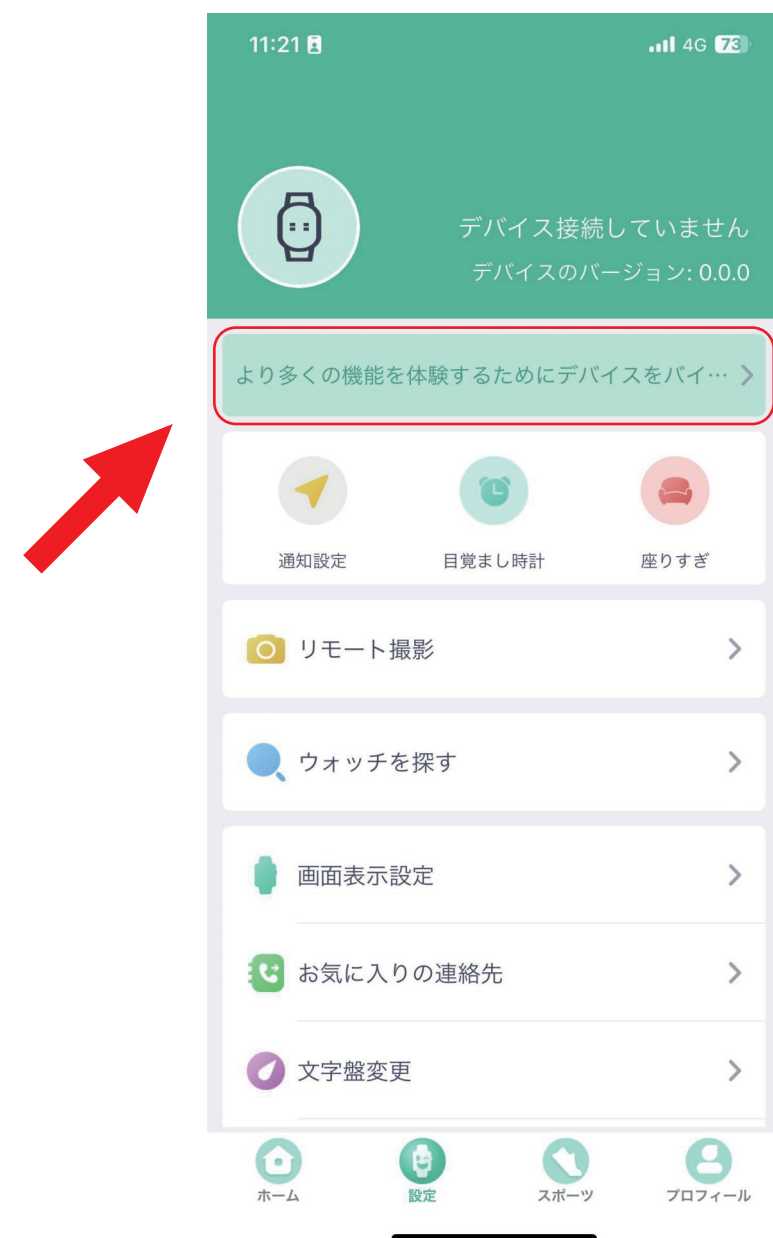 11:21 4G 73
デバイス接続していません
デバイスのバージョン: 0.0.0
より多くの機能を体験するためにデバイスをバイ…
通知設定 目覚まし時計 座りすぎ
リモート撮影
ウォッチを探す
画面表示設定
お気に入りの連絡先
文字盤変更
ホーム 設定 スポーツ プロフィール